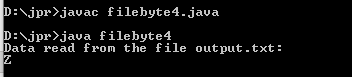 D:\jpr>javac filebyte4.java
D:\jpr>java filebyte4
Data read from the file output.txt:
Z